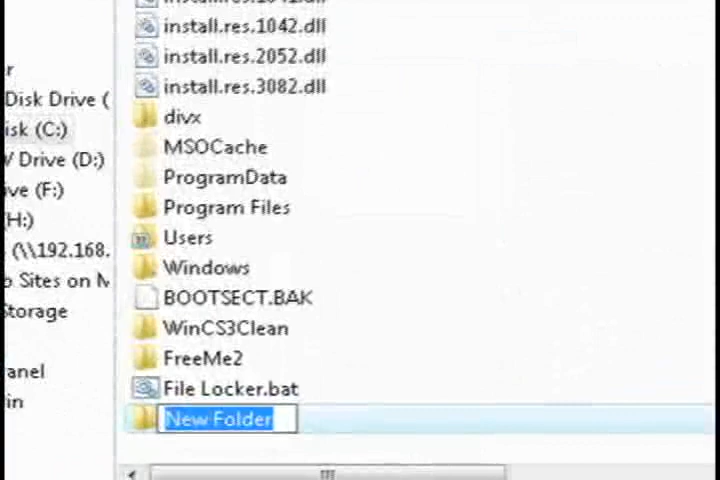 install.res.1042.dll
install.res.2052.dll
install.res.3082.dll
divx
MSOCache
ProgramData
Program Files
Users
Windows
BOOTSECT.BAK
WinCS3Clean
FreeMe2
File Locker.bat
New Folder
r
Disk Drive (
isk (C:)
V Drive (D:)
ive (F:)
(H:)
(\\192.168.
b Sites on M
Storage
anel
in